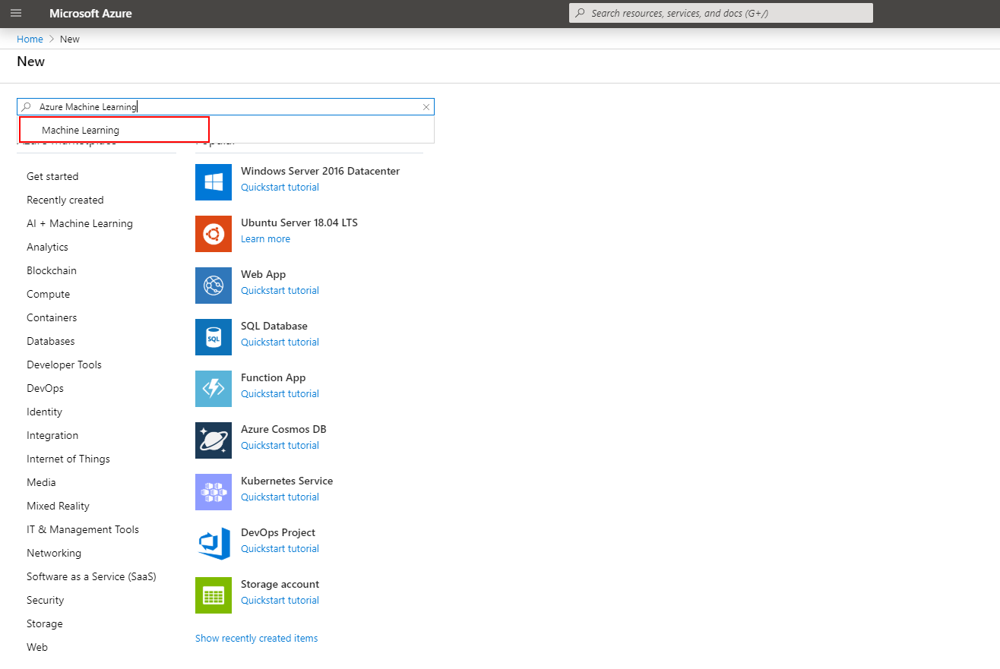 Microsoft Azure
Search resources, services, and docs (G+/)
Home > New
New
Azure Machine Learning
Machine Learning
Get started
Recently created
AI + Machine Learning
Analytics
Blockchain
Compute
Containers
Databases
Developer Tools
DevOps
Identity
Integration
Internet of Things
Media
Mixed Reality
IT & Management Tools
Networking
Software as a Service (SaaS)
Security
Storage
Web
Windows Server 2016 Datacenter
Quickstart tutorial
Ubuntu Server 18.04 LTS
Learn more
Web App
Quickstart tutorial
SQL
SQL Database
Quickstart tutorial
Function App
Quickstart tutorial
Azure Cosmos DB
Quickstart tutorial
Kubernetes Service
Quickstart tutorial
DevOps Project
Quickstart tutorial
Storage account
Quickstart tutorial
Show recently created items